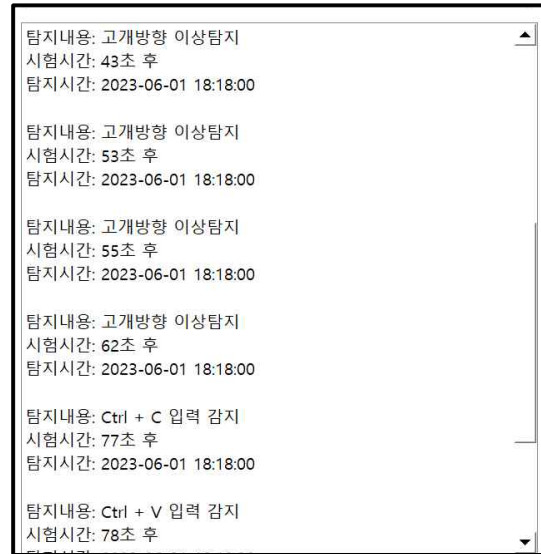 탐지내용: 고개방향 이상탐지
시험시간: 43초 후
탐지시간: 2023-06-01 18:18:00
탐지내용: 고개방향 이상탐지
시험시간: 53초 후
탐지시간: 2023-06-01 18:18:00
탐지내용: 고개방향 이상탐지
시험시간: 55초 후
탐지시간: 2023-06-01 18:18:00
탐지내용: 고개방향 이상탐지
시험시간: 62초 후
탐지시간: 2023-06-01 18:18:00
탐지내용: Ctrl + C 입력 감지
시험시간: 77초 후
탐지시간: 2023-06-01 18:18:00
탐지내용: Ctrl + V 입력 감지
시험시간: 78초 후